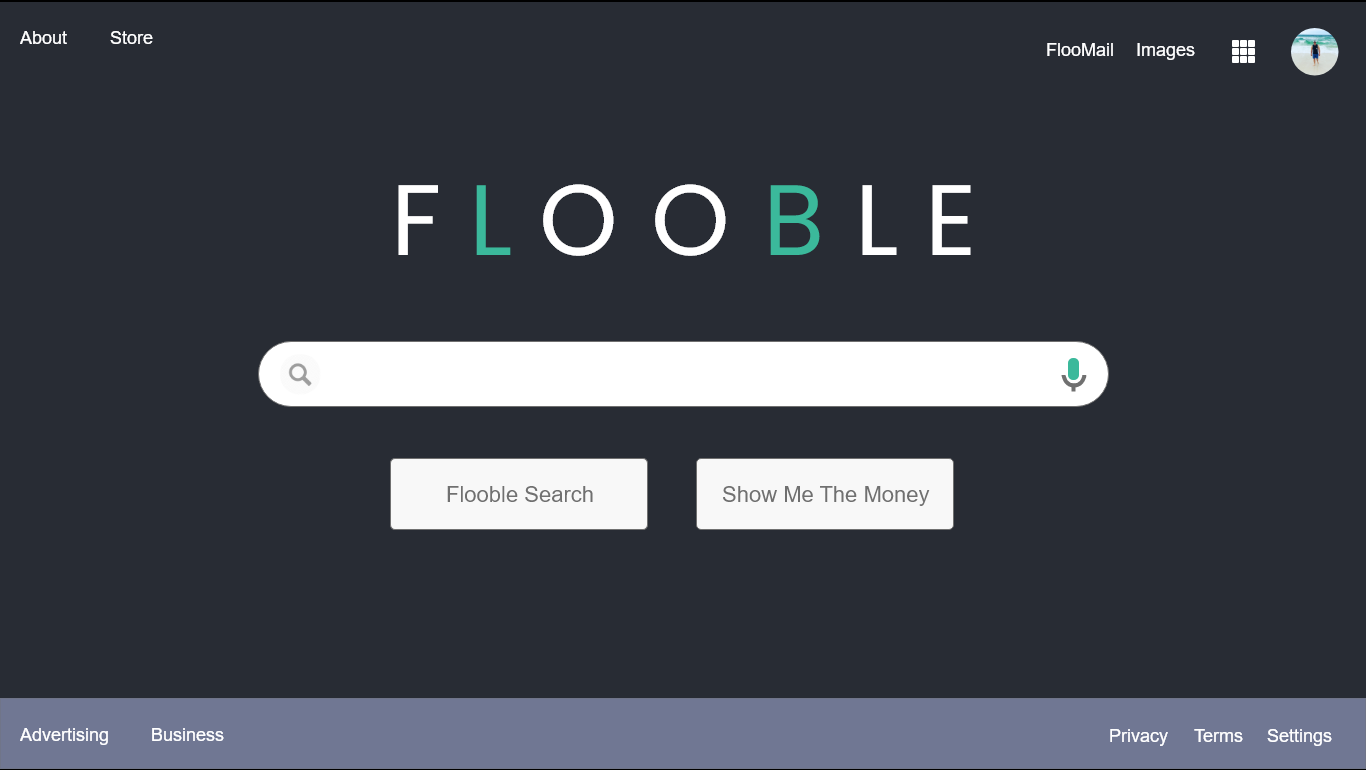 About Store
FlooMail Images
FLOOBLE
Flooble Search Show Me The Money
Advertising Business
Privacy Terms Settings